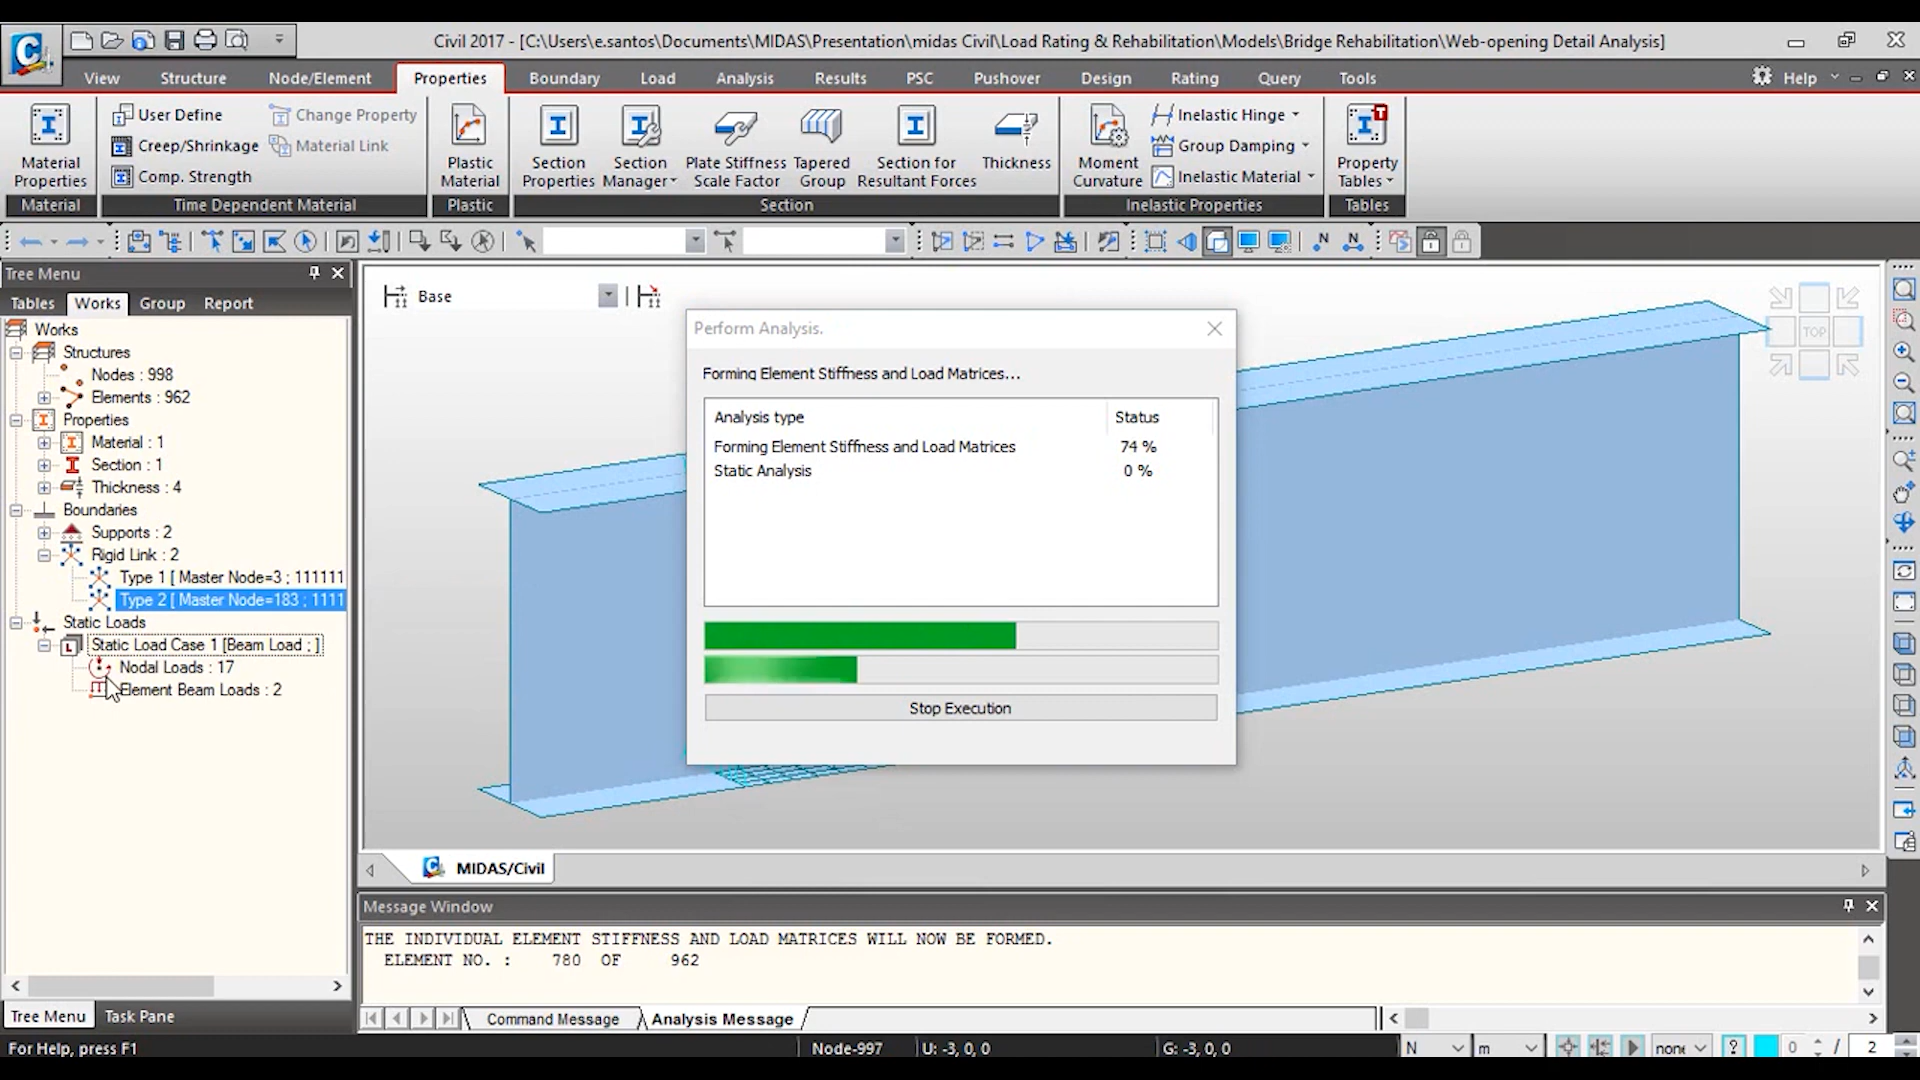 Civil 2017 - [C:\Users\e.santos\Documents\MIDAS\Presentation\midas Civil\Load Rating & Rehabilitation\Models\Bridge Rehabilitation\Web-opening Detail Analysis]
View Structure Node/Element Properties Boundary Load Analysis Results PSC Pushover Design Rating Query Tools Help
User Define Change Property Inelastic Hinge
Creep/Shrinkage Material Link Group Damping
Comp. Strength Inelastic Material
Material Properties
Plastic Material
Section Properties
Section Manager
Plate Stiffness Scale Factor
Tapered Group
Section for Resultant Forces
Thickness
Moment Curvature
Property Tables
Material Time Dependent Material Plastic Section Inelastic Properties Tables
Tree Menu
Tables Works Group Report
Works
Structures
Nodes : 998
Elements : 962
Properties
Material : 1
Section : 1
Thickness : 4
Boundaries
Supports : 2
Rigid Link : 2
Type 1 [ Master Node=3 ; 111111
Type 2 [ Master Node=183 ; 1111
Static Loads
Static Load Case 1 [Beam Load ; ]
Nodal Loads : 17
Element Beam Loads : 2
Tree Menu Task Pane
Base
TOP
Perform Analysis.
Forming Element Stiffness and Load Matrices...
Analysis type Status
Forming Element Stiffness and Load Matrices 74 %
Static Analysis 0 %
Stop Execution
MIDAS/Civil
Message Window
THE INDIVIDUAL ELEMENT STIFFNESS AND LOAD MATRICES WILL NOW BE FORMED.
ELEMENT NO. : 780 OF 962
Command Message Analysis Message
For Help, press F1 Node-997 U: -3, 0, 0 G: -3, 0, 0 N m none ? 0 / 2